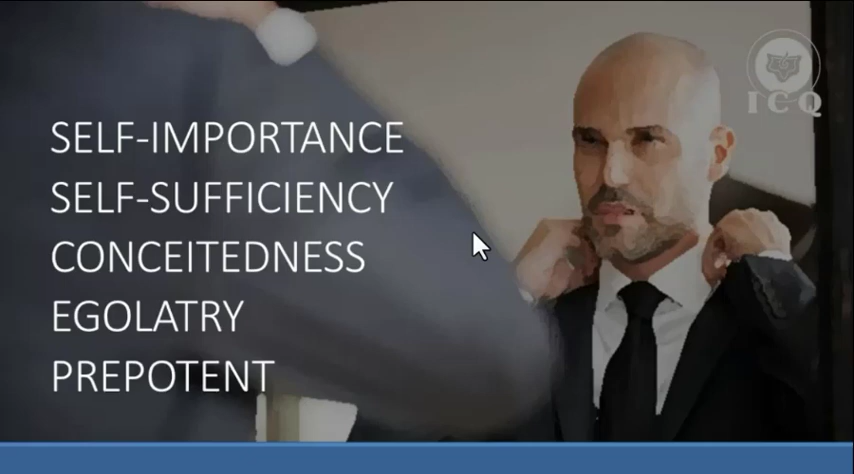 ICQ
SELF-IMPORTANCE
SELF-SUFFICIENCY
CONCEITEDNESS
EGOLATRY
PREPOTENT